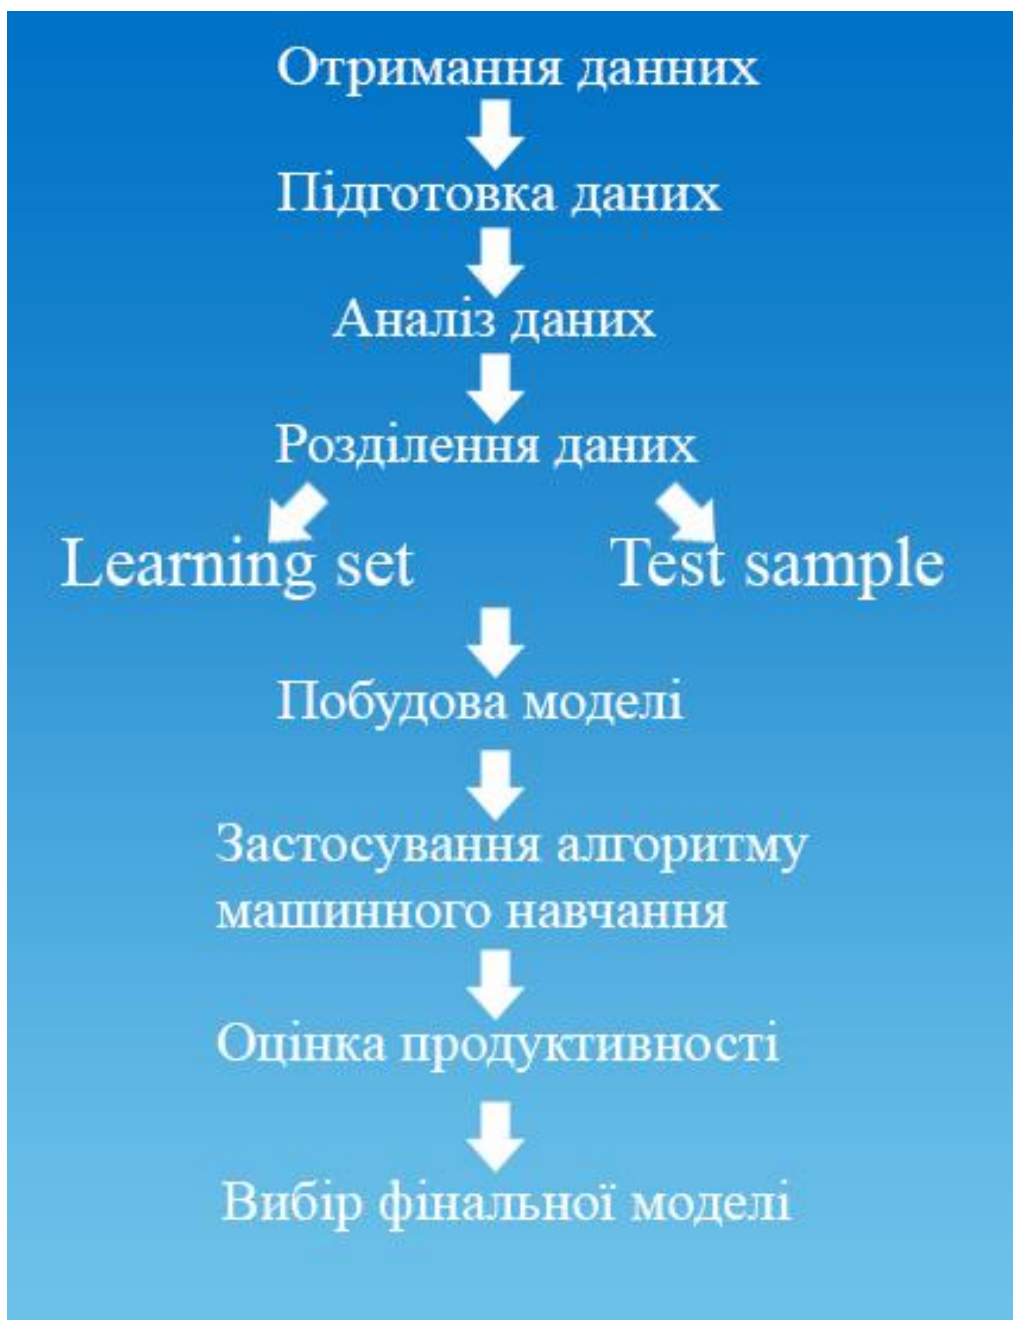 Отримання данних
Підготовка даних
Аналіз даних
Розділення даних
Learning set
Test sample
Побудова моделі
Застосування алгоритму
машинного навчання
Оцінка продуктивності
Вибір фінальної моделі